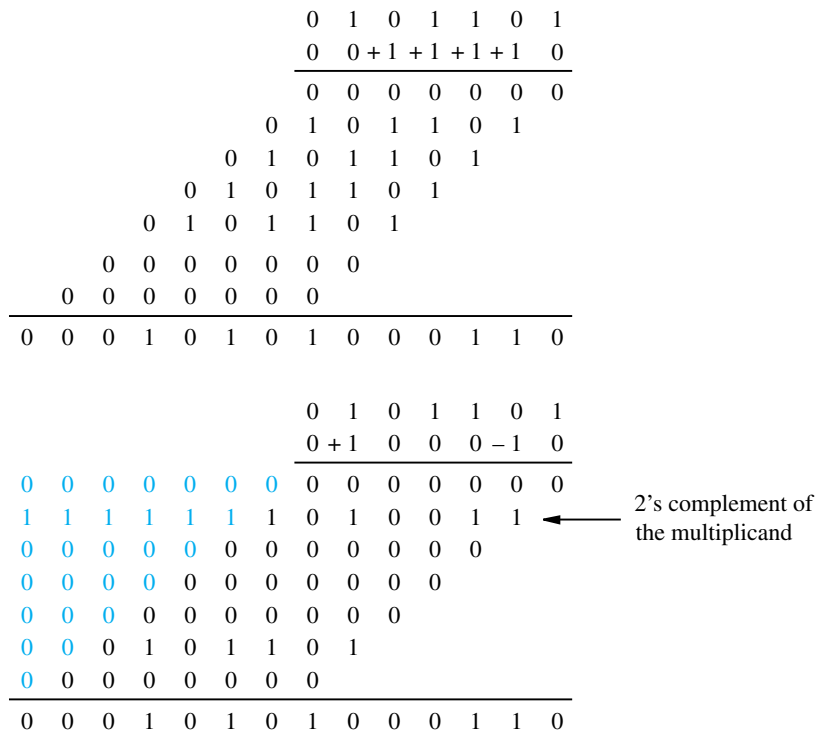 0 1 0 1 1 0 1
0 0 +1 +1 +1 +1 0
0 0 0 0 0 0 0
0 1 0 1 1 0 1
0 1 0 1 1 0 1
0 1 0 1 1 0 1
0 1 0 1 1 0 1
0 0 0 0 0 0 0
0 0 0 0 0 0 0
0 0 0 1 0 1 0 1 0 0 0 1 1 0
0 1 0 1 1 0 1
0 +1 0 0 0 –1 0
0 0 0 0 0 0 0 0 0 0 0 0 0 0
1 1 1 1 1 1 1 0 1 0 0 1 1
2's complement of
the multiplicand
0 0 0 0 0 0 0 0 0 0 0 0
0 0 0 0 0 0 0 0 0 0 0
0 0 0 0 0 0 0 0 0 0
0 0 0 1 0 1 1 0 1
0 0 0 0 0 0 0 0
0 0 0 1 0 1 0 1 0 0 0 1 1 0